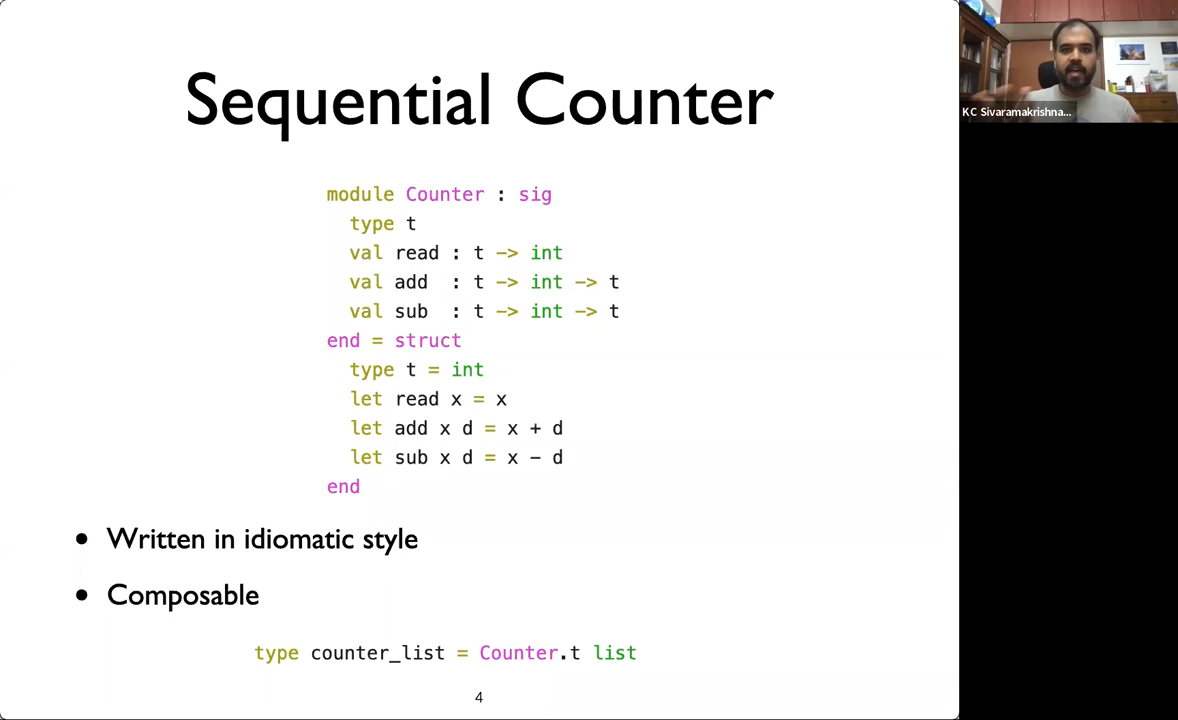 Sequential Counter
KC Sivaramakrishna...
module Counter : sig
  type t
  val read : t -> int
  val add  : t -> int -> t
  val sub  : t -> int -> t
end = struct
  type t = int
  let read x = x
  let add x d = x + d
  let sub x d = x - d
end
• Written in idiomatic style
• Composable
type counter_list = Counter.t list
4